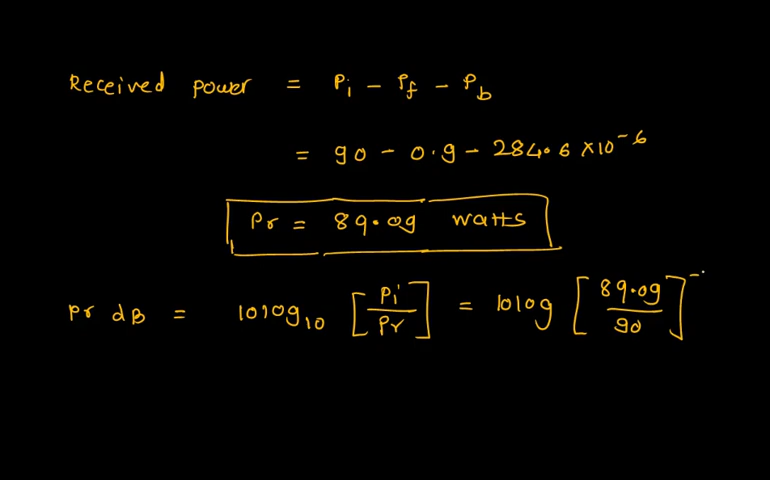 Received power = Pi - Pf - Pb
= 90 - 0.9 - 284.6 × 10^-6
Pr = 89.09 watts
Pr dB = 10log10 [Pi/Pr] = 10log [89.09/90]^-